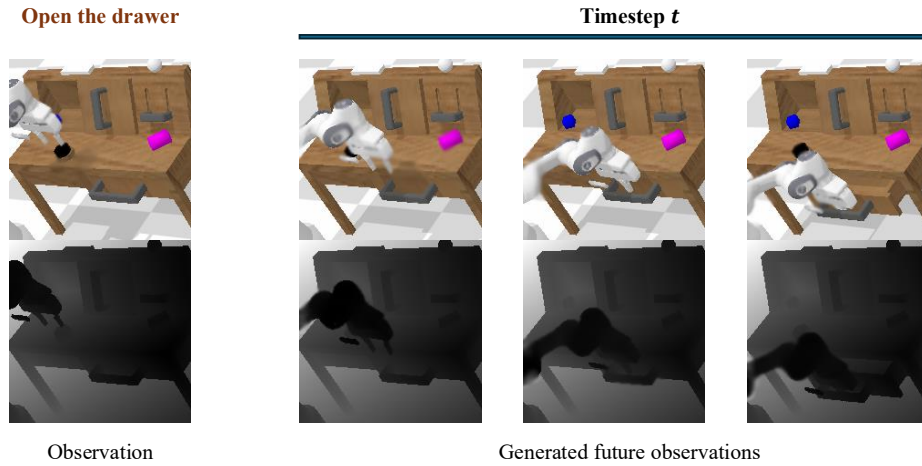 Open the drawer
Timestep t
Observation
Generated future observations